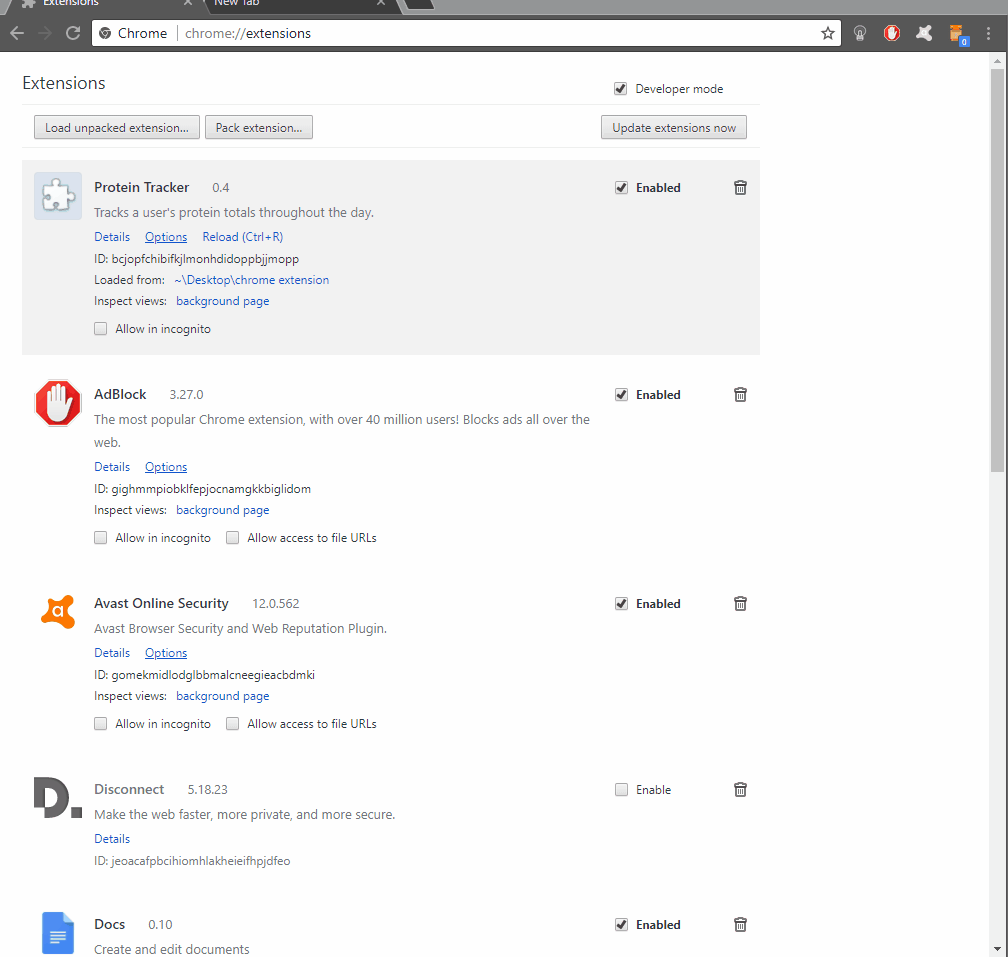 Extensions New Tab
Chrome chrome://extensions
0
Extensions
Developer mode
Load unpacked extension... Pack extension... Update extensions now
Protein Tracker 0.4 Enabled
Tracks a user's protein totals throughout the day.
Details Options Reload (Ctrl+R)
ID: bcjopfchibifkjlmonhdidoppbjjmopp
Loaded from: ~\Desktop\chrome extension
Inspect views: background page
Allow in incognito
AdBlock 3.27.0 Enabled
The most popular Chrome extension, with over 40 million users! Blocks ads all over the
web.
Details Options
ID: gighmmpiobklfepjocnamgkkbiglidom
Inspect views: background page
Allow in incognito Allow access to file URLs
a
Avast Online Security 12.0.562 Enabled
Avast Browser Security and Web Reputation Plugin.
Details Options
ID: gomekmidlodglbbmalcneegieacbdmki
Inspect views: background page
Allow in incognito Allow access to file URLs
D.
Disconnect 5.18.23 Enable
Make the web faster, more private, and more secure.
Details
ID: jeoacafpbcihiomhlakheieifhpjdfeo
Docs 0.10 Enabled
Create and edit documents